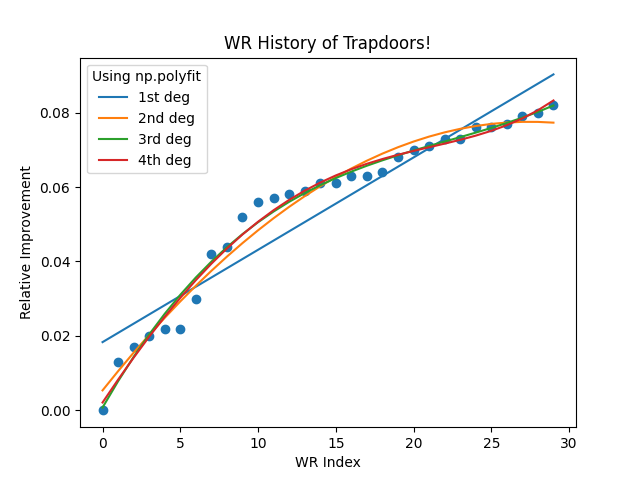 WR History of Trapdoors!
Using np.polyfit
1st deg
2nd deg
3rd deg
4th deg
Relative Improvement
0.08
0.06
0.04
0.02
0.00
0 5 10 15 20 25 30
WR Index